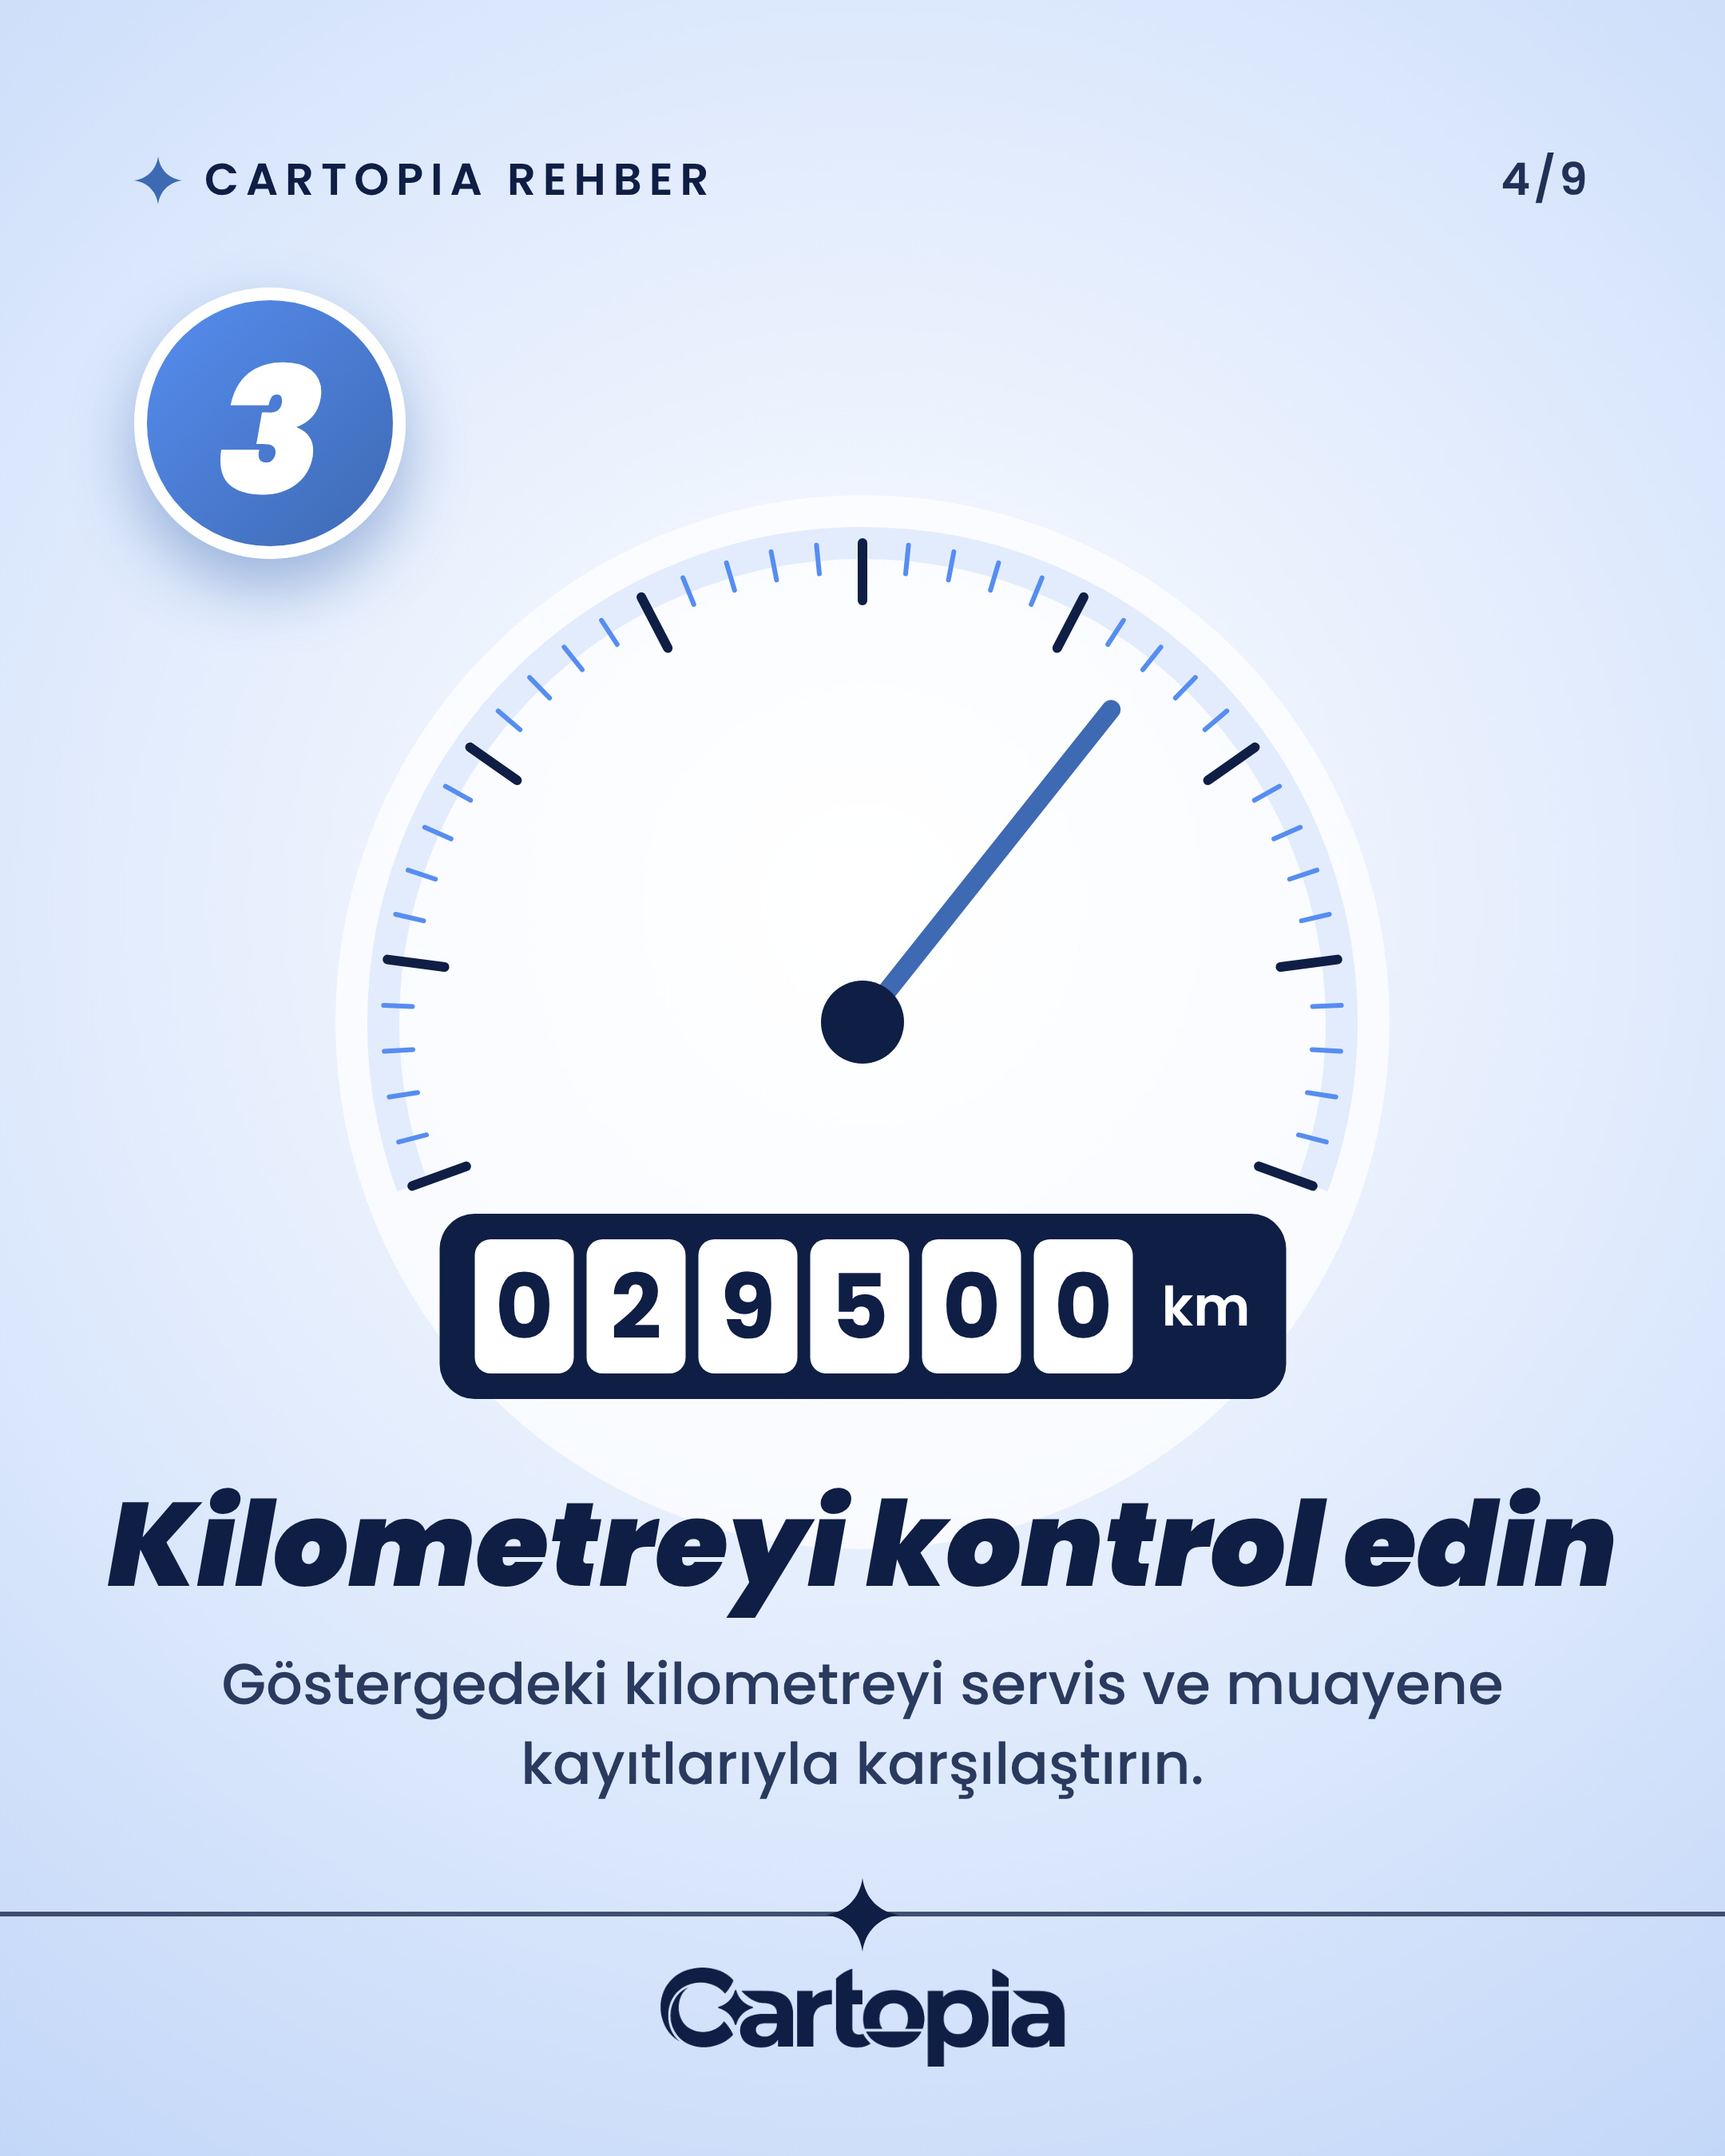 CARTOPIA REHBER
4/9
3
029500 km
Kilometreyi kontrol edin
Göstergedeki kilometreyi servis ve muayene
kayıtlarıyla karşılaştırın.
Cartopia